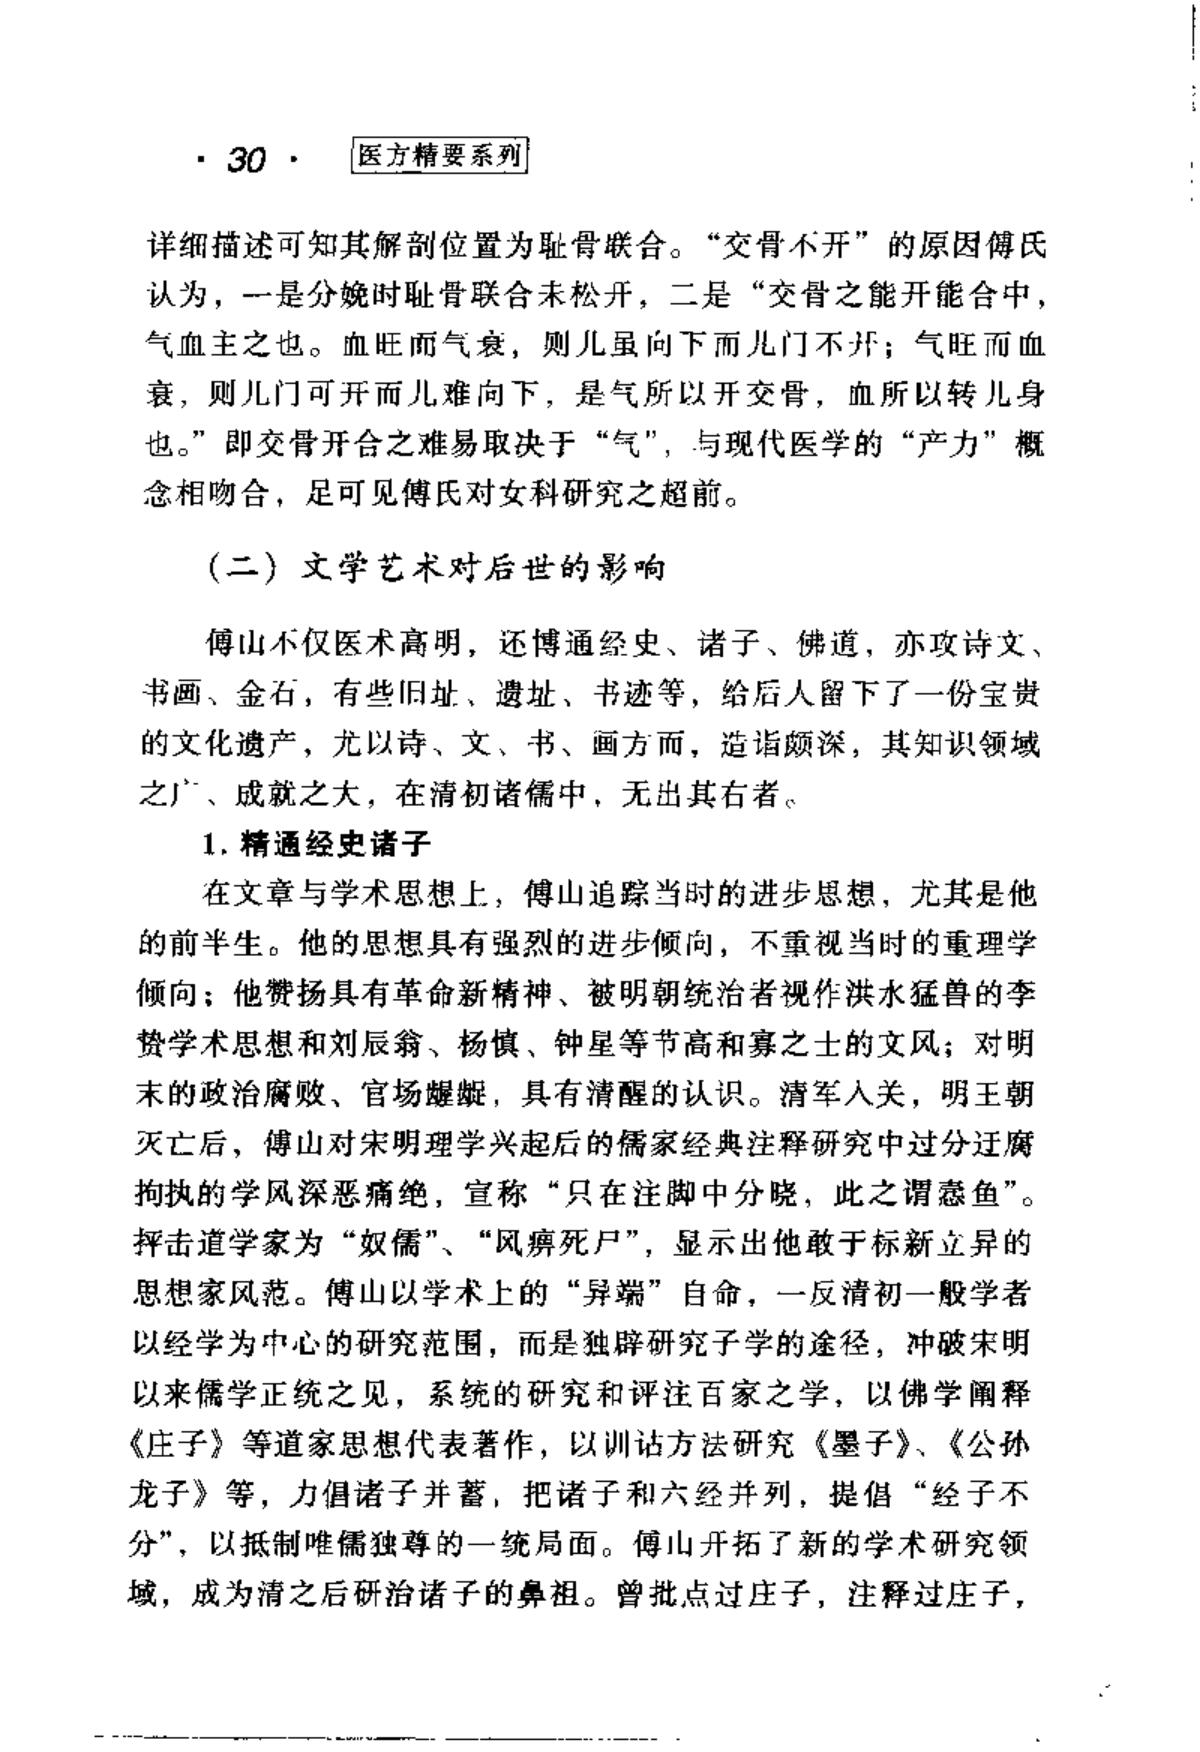 · 30 · 医方精要系列
详细描述可知其解剖位置为耻骨联合。“交骨不开”的原因傅氏
认为，一是分娩时耻骨联合未松开，二是“交骨之能开能合中，
气血主之也。血旺而气衰，则儿虽向下而儿门不开；气旺而血
衰，则儿门可开而儿难向下，是气所以开交骨，血所以转儿身
也。”即交骨开合之难易取决于“气”，与现代医学的“产力”概
念相吻合，足可见傅氏对女科研究之超前。
（二）文学艺术对后世的影响
傅山不仅医术高明，还博通经史、诸子、佛道，亦攻诗文、
书画、金石，有些旧址、遗址、书迹等，给后人留下了一份宝贵
的文化遗产，尤以诗、文、书、画方而，造诣颇深，其知识领域
之广、成就之大，在清初诸儒中，无出其右者。
1. 精通经史诸子
在文章与学术思想上，傅山追踪当时的进步思想，尤其是他
的前半生。他的思想具有强烈的进步倾向，不重视当时的重理学
倾向；他赞扬具有革命新精神、被明朝统治者视作洪水猛兽的李
贽学术思想和刘辰翁、杨慎、钟星等节高和寡之士的文风；对明
末的政治腐败、官场龌龊，具有清醒的认识。清军入关，明王朝
灭亡后，傅山对宋明理学兴起后的儒家经典注释研究中过分迂腐
拘执的学风深恶痛绝，宣称“只在注脚中分晓，此之谓蠹鱼”。
抨击道学家为“奴儒”、“风痹死尸”，显示出他敢于标新立异的
思想家风范。傅山以学术上的“异端”自命，一反清初一般学者
以经学为中心的研究范围，而是独辟研究子学的途径，冲破宋明
以来儒学正统之见，系统的研究和评注百家之学，以佛学阐释
《庄子》等道家思想代表著作，以训诂方法研究《墨子》、《公孙
龙子》等，力倡诸子并蓄，把诸子和六经并列，提倡“经子不
分”，以抵制唯儒独尊的一统局面。傅山开拓了新的学术研究领
域，成为清之后研治诸子的鼻祖。曾批点过庄子，注释过庄子，